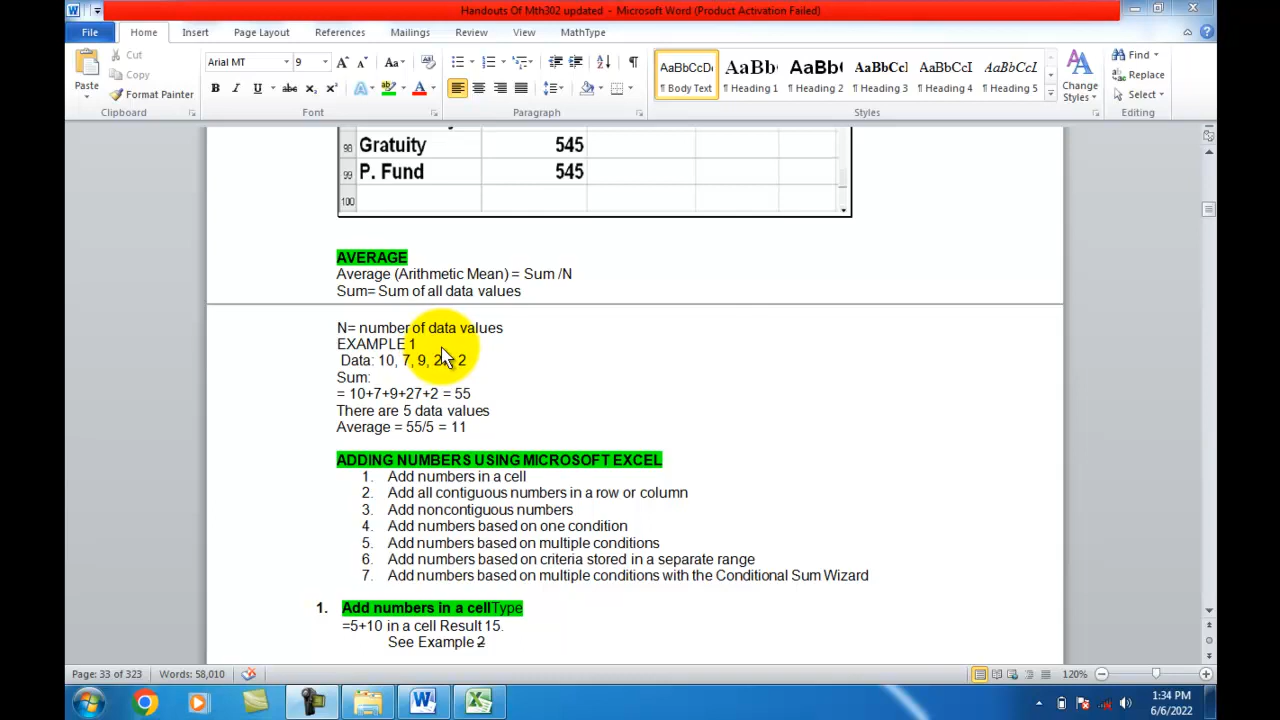 Handouts Of Mth302 updated - Microsoft Word (Product Activation Failed)
File Home Insert Page Layout References Mailings Review View MathType
Paste
Cut
Copy
Format Painter
Clipboard
Arial MT 9
Font
Paragraph
AaBbCcDc AaBb AaBb( AaBbCc AaBbCcI AaBbCcI
¶ Body Text ¶ Heading 1 ¶ Heading 2 ¶ Heading 3 ¶ Heading 4 ¶ Heading 5
Change Styles
Styles
Find
Replace
Select
Editing
98 Gratuity 545
99 P. Fund 545
100
AVERAGE
Average (Arithmetic Mean) = Sum /N
Sum= Sum of all data values
N= number of data values
EXAMPLE 1
Data: 10, 7, 9, 2 2
Sum:
= 10+7+9+27+2 = 55
There are 5 data values
Average = 55/5 = 11
ADDING NUMBERS USING MICROSOFT EXCEL
1. Add numbers in a cell
2. Add all contiguous numbers in a row or column
3. Add noncontiguous numbers
4. Add numbers based on one condition
5. Add numbers based on multiple conditions
6. Add numbers based on criteria stored in a separate range
7. Add numbers based on multiple conditions with the Conditional Sum Wizard
1. Add numbers in a cellType
=5+10 in a cell Result 15.
See Example 2
Page: 33 of 323 Words: 58,010 120%
1:34 PM
6/6/2022